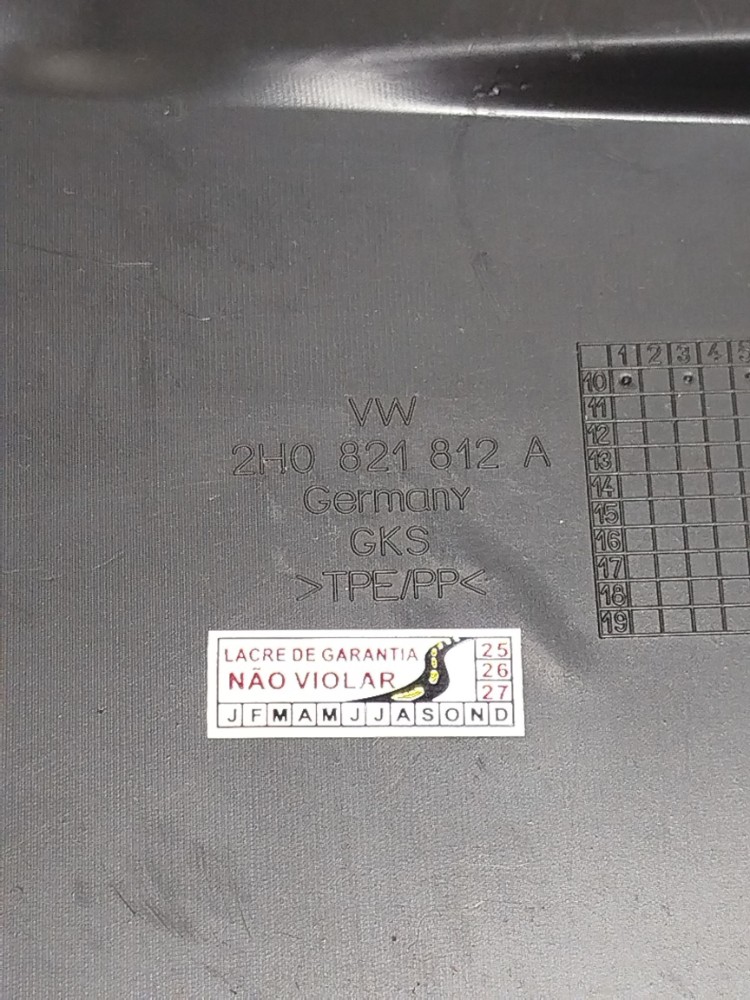 VW
2H0 821 812 A
Germany
GKS
>TPE/PP<
1 2 3 4 5
10
11
12
13
14
15
16
17
18
19
LACRE DE GARANTIA
NÃO VIOLAR
25
26
27
J F M A M J J A S O N D